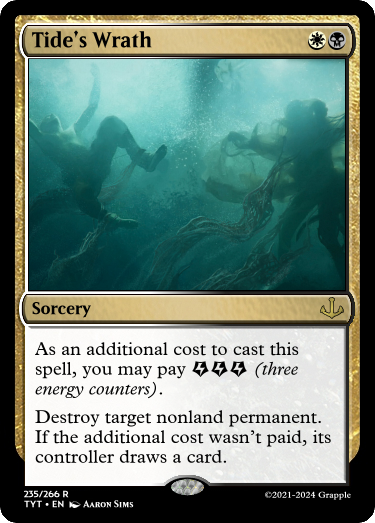 Tide's Wrath
Sorcery
As an additional cost to cast this
spell, you may pay (three
energy counters).
Destroy target nonland permanent.
If the additional cost wasn't paid, its
controller draws a card.
235/266 R
TYT • EN Aaron Sims
©2021-2024 Grapple